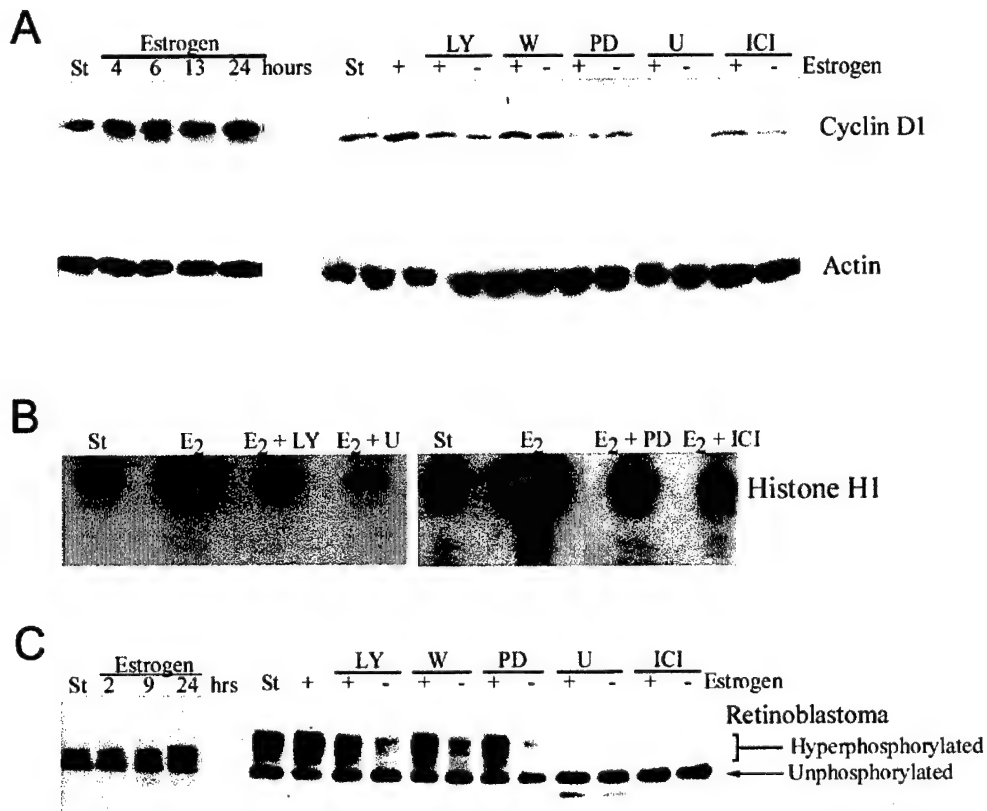 A
Estrogen
St 4 6 13 24 hours
LY W PD U ICI
St + + - + - + - + - + - Estrogen
Cyclin D1
Actin
B
St E2 E2 + LY E2 + U
St E2 E2 + PD E2 + ICI
Histone H1
C
Estrogen
St 2 9 24 hrs
LY W PD U ICI
St + + - + - + - + - + - Estrogen
Retinoblastoma
Hyperphosphorylated
Unphosphorylated